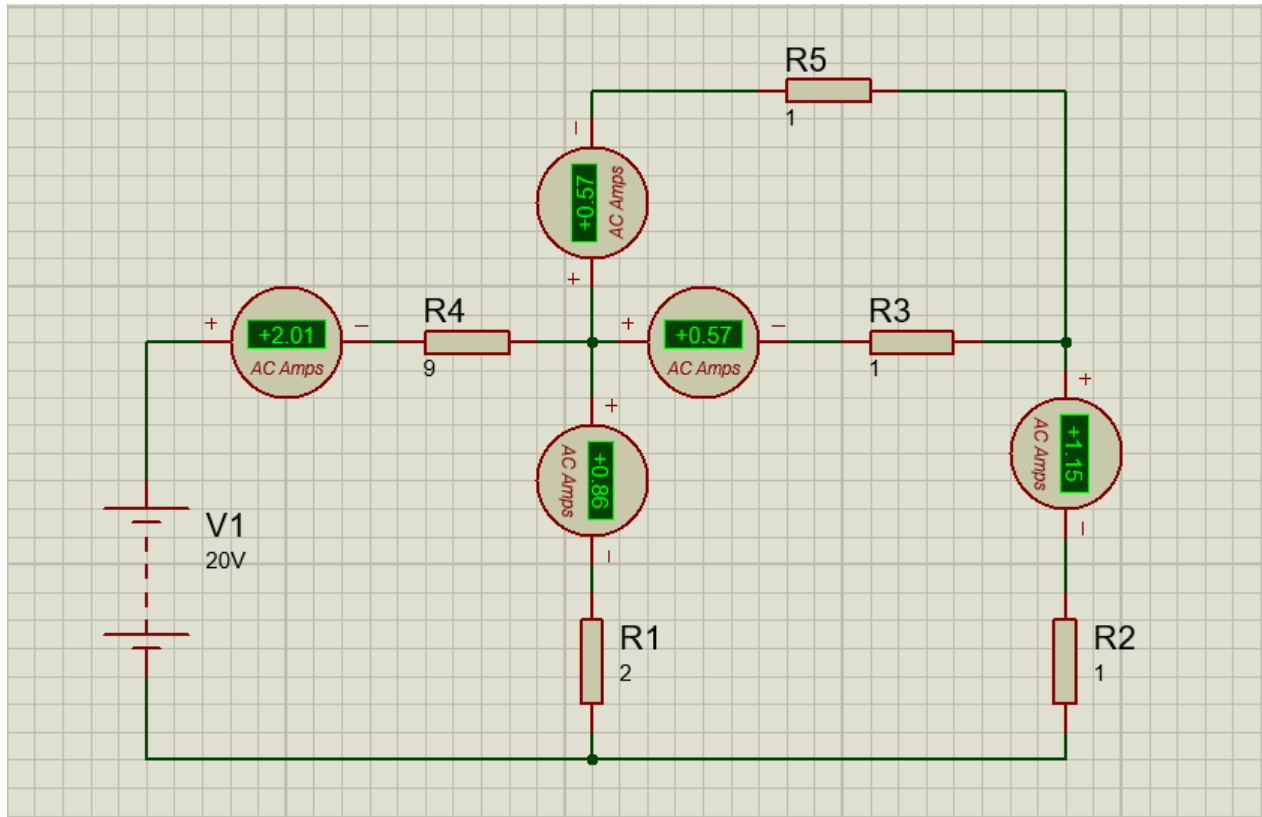 R5
1
−
+0.57
AC Amps
+
+
+2.01
AC Amps
−
R4
9
+
+0.57
AC Amps
−
R3
1
+
+0.86
AC Amps
−
+
+1.15
AC Amps
−
V1
20V
R1
2
R2
1